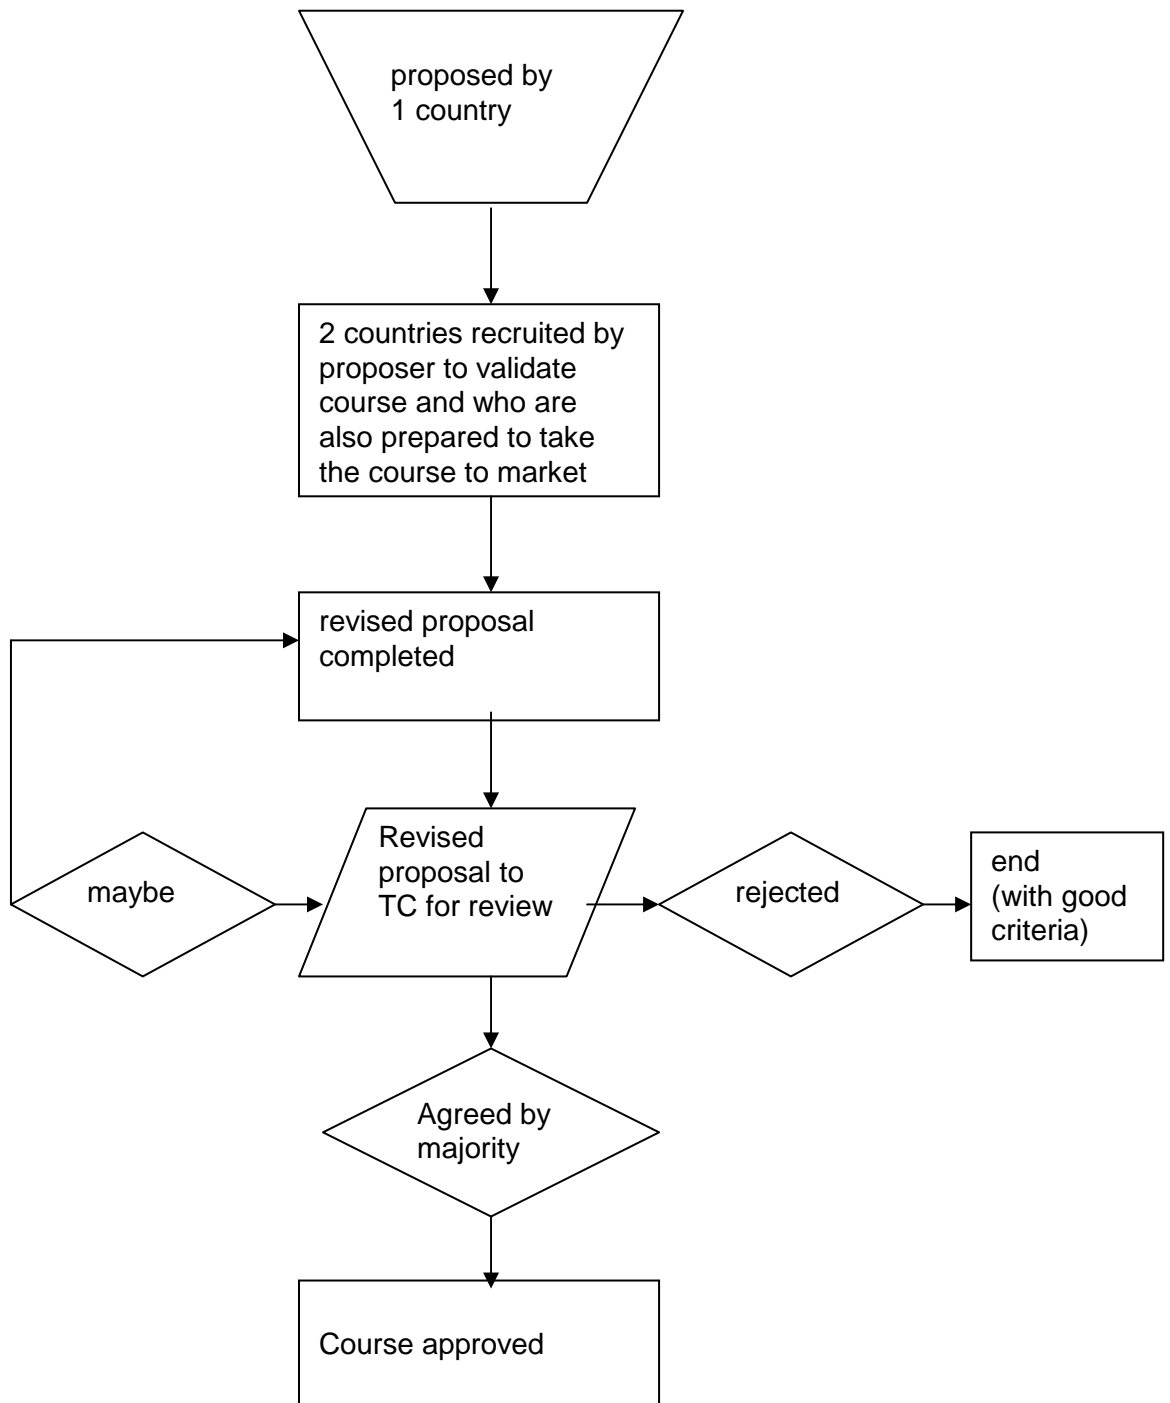 proposed by
1 country
2 countries recruited by
proposer to validate
course and who are
also prepared to take
the course to market
revised proposal
completed
maybe
Revised
proposal to
TC for review
rejected
end
(with good
criteria)
Agreed by
majority
Course approved